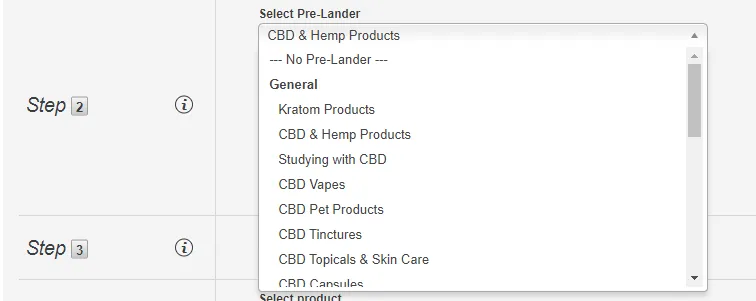 Select Pre-Lander
CBD & Hemp Products
--- No Pre-Lander ---
General
Kratom Products
Step 2
CBD & Hemp Products
Studying with CBD
CBD Vapes
CBD Pet Products
CBD Tinctures
Step 3
CBD Topicals & Skin Care
CBD Capsules
Select product